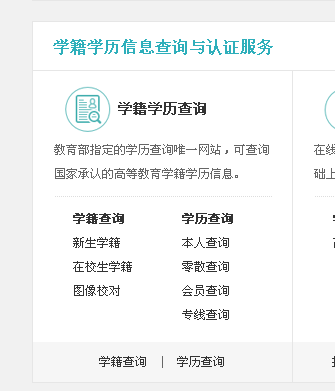 学籍学历信息查询与认证服务
学籍学历查询
教育部指定的学历查询唯一网站，可查询
国家承认的高等教育学籍学历信息。
在线
础上
学籍查询 学历查询
新生学籍 本人查询
在校生学籍 零散查询
图像校对 会员查询
专线查询
学籍查询 | 学历查询